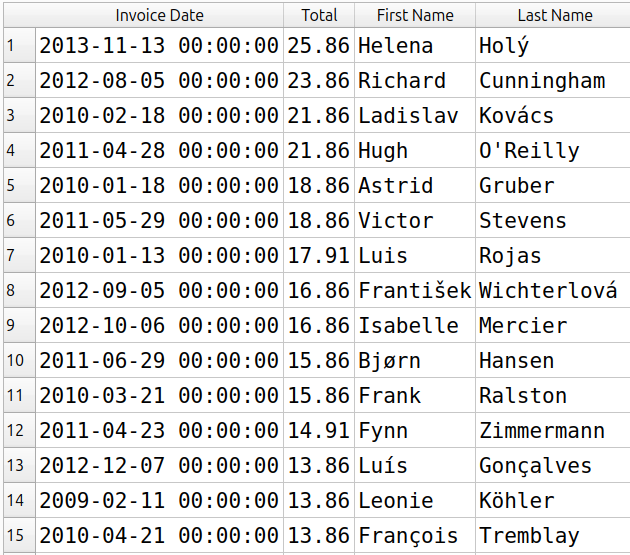 Invoice Date Total First Name Last Name
1 2013-11-13 00:00:00 25.86 Helena Holý
2 2012-08-05 00:00:00 23.86 Richard Cunningham
3 2010-02-18 00:00:00 21.86 Ladislav Kovács
4 2011-04-28 00:00:00 21.86 Hugh O'Reilly
5 2010-01-18 00:00:00 18.86 Astrid Gruber
6 2011-05-29 00:00:00 18.86 Victor Stevens
7 2010-01-13 00:00:00 17.91 Luis Rojas
8 2012-09-05 00:00:00 16.86 František Wichterlová
9 2012-10-06 00:00:00 16.86 Isabelle Mercier
10 2011-06-29 00:00:00 15.86 Bjørn Hansen
11 2010-03-21 00:00:00 15.86 Frank Ralston
12 2011-04-23 00:00:00 14.91 Fynn Zimmermann
13 2012-12-07 00:00:00 13.86 Luís Gonçalves
14 2009-02-11 00:00:00 13.86 Leonie Köhler
15 2010-04-21 00:00:00 13.86 François Tremblay